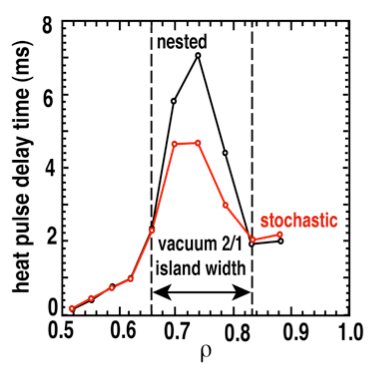 8
6
4
2
0
heat pulse delay time (ms)
nested
stochastic
vacuum 2/1
island width
0.5 0.6 0.7 0.8 0.9 1.0
ρ